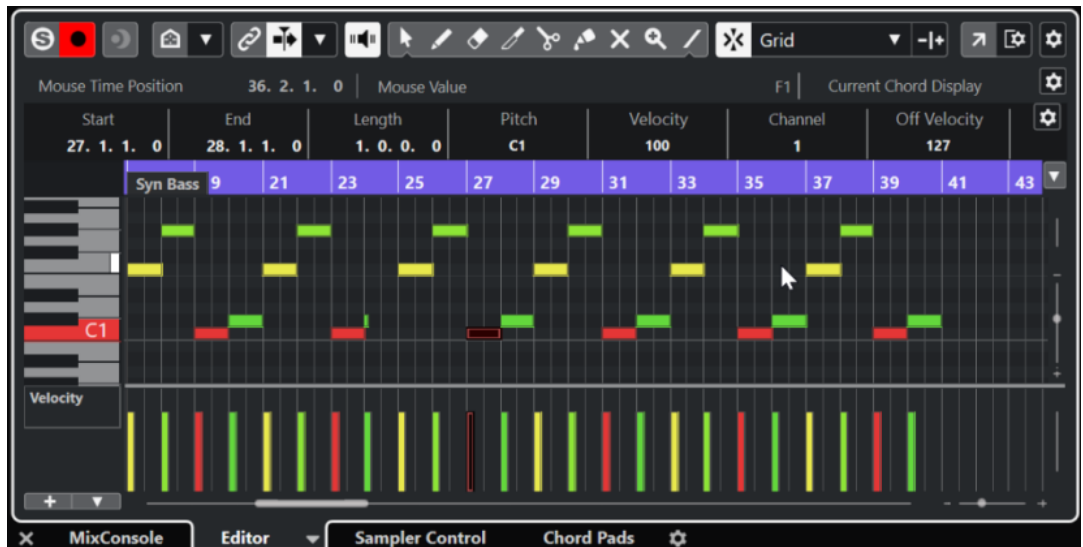 S Grid
Mouse Time Position 36. 2. 1. 0 Mouse Value F1 Current Chord Display
Start End Length Pitch Velocity Channel Off Velocity
27. 1. 1. 0 28. 1. 1. 0 1. 0. 0. 0 C1 100 1 127
Syn Bass 9 21 23 25 27 29 31 33 35 37 39 41 43
C1
Velocity
MixConsole Editor Sampler Control Chord Pads